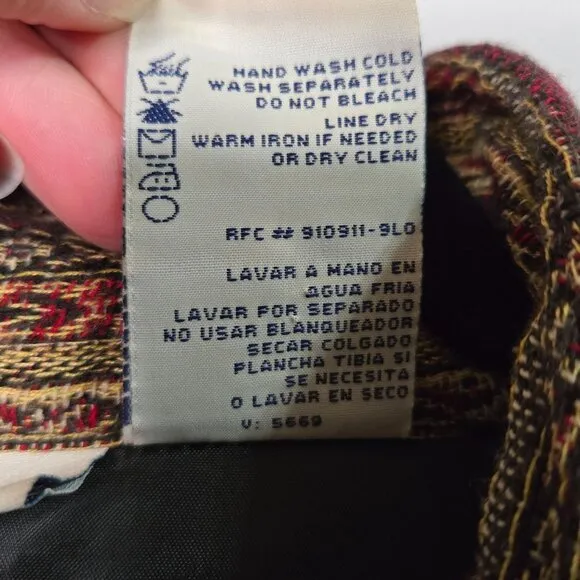 HAND WASH COLD
WASH SEPARATELY
DO NOT BLEACH
LINE DRY
WARM IRON IF NEEDED
OR DRY CLEAN
RFC ## 910911-9L0
LAVAR A MANO EN
AGUA FRIA
LAVAR POR SEPARADO
NO USAR BLANQUEADOR
SECAR COLGADO
PLANCHA TIBIA SI
SE NECESITA
O LAVAR EN SECO
V: 5669